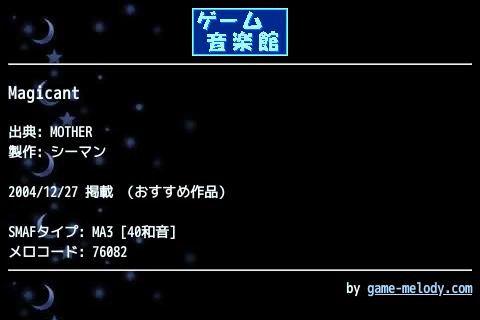 ゲーム
音楽館
Magicant
出典: MOTHER
製作: シーマン
2004/12/27 掲載 (おすすめ作品)
SMAFタイプ: MA3 [40和音]
メロコード: 76082
by game-melody.com